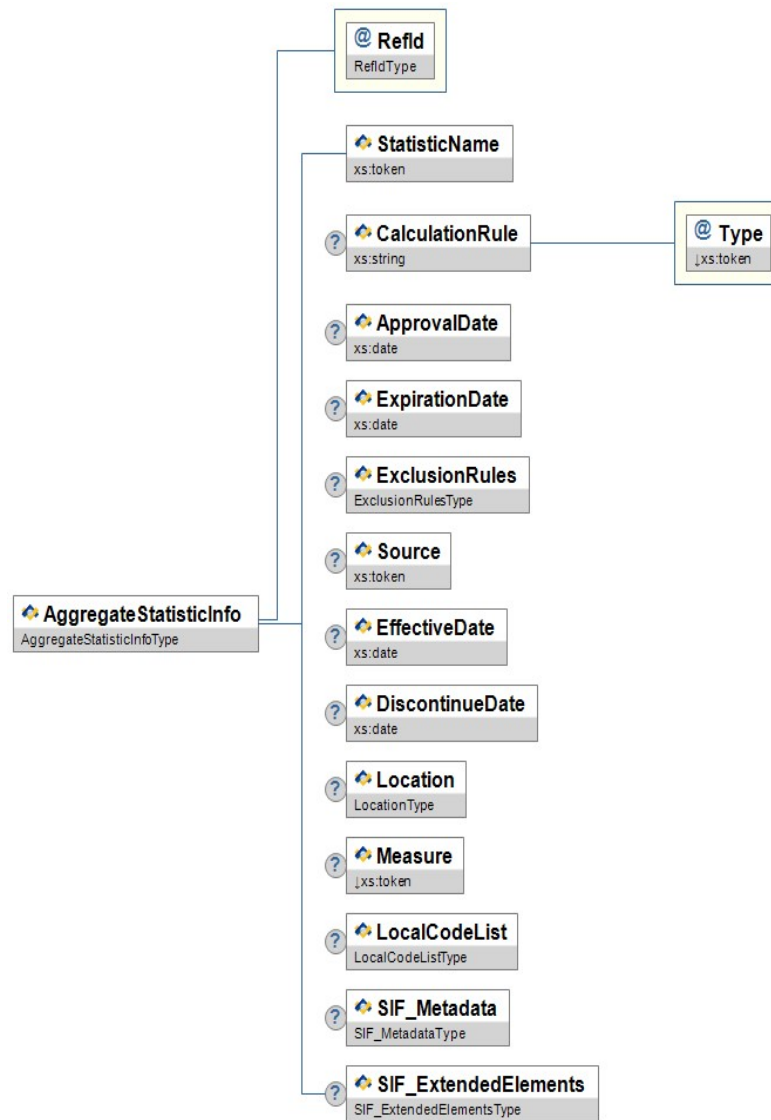 @ RefId
RefIdType
StatisticName
xs:token
? CalculationRule
xs:string
@ Type
↓xs:token
? ApprovalDate
xs:date
? ExpirationDate
xs:date
? ExclusionRules
ExclusionRulesType
? Source
xs:token
AggregateStatisticInfo
AggregateStatisticInfoType
? EffectiveDate
xs:date
? DiscontinueDate
xs:date
? Location
LocationType
? Measure
↓xs:token
? LocalCodeList
LocalCodeListType
? SIF_Metadata
SIF_MetadataType
? SIF_ExtendedElements
SIF_ExtendedElementsType